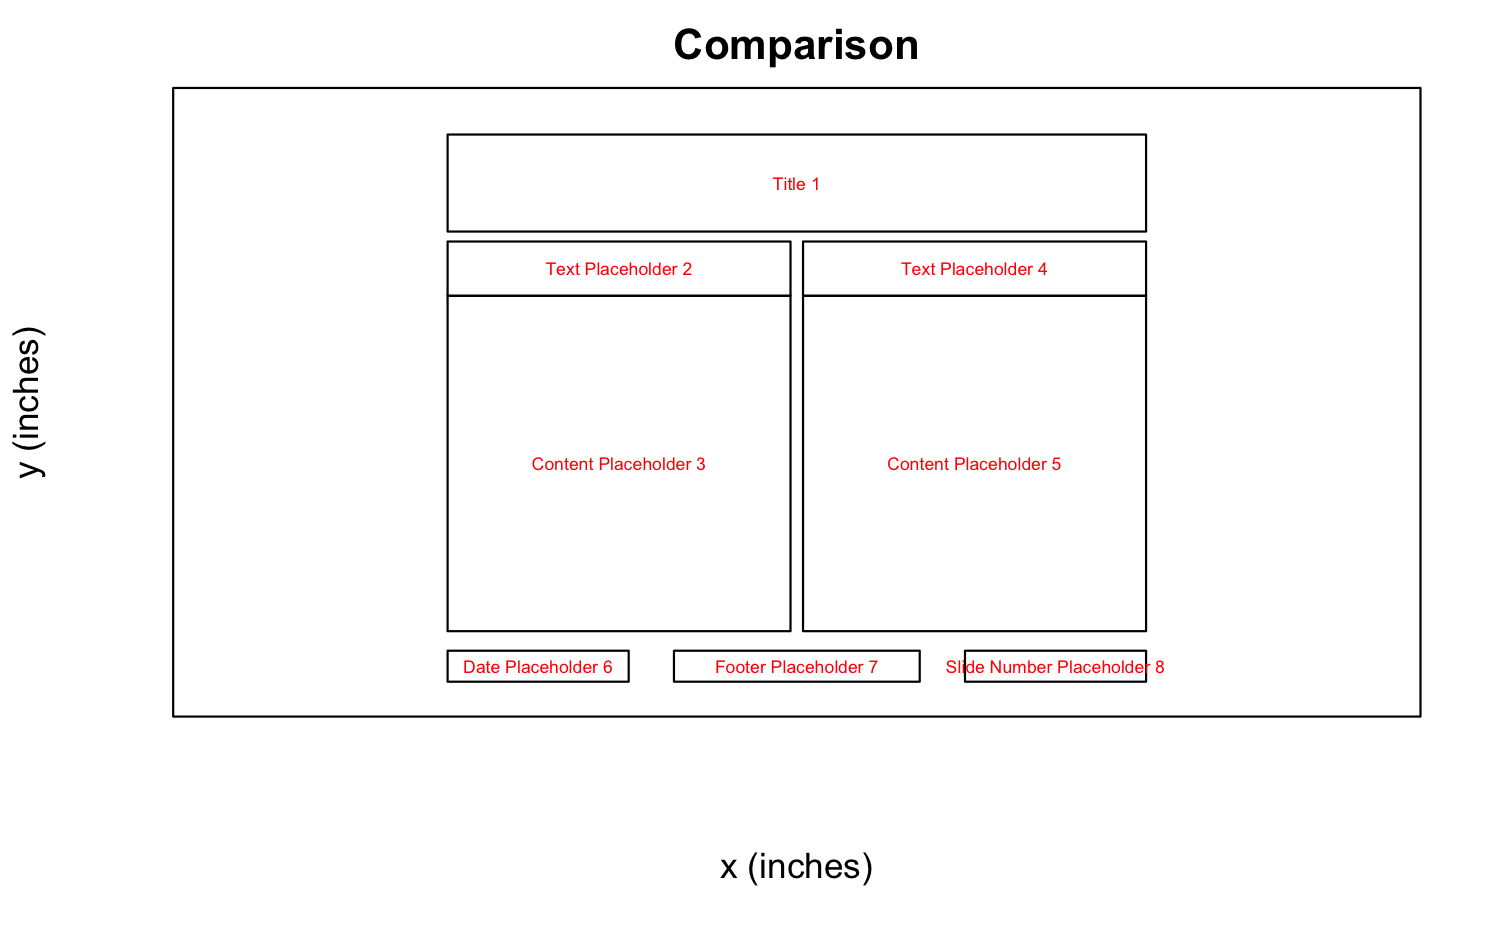 Comparison
Title 1
Text Placeholder 2
Text Placeholder 4
Content Placeholder 3
Content Placeholder 5
Date Placeholder 6
Footer Placeholder 7
Slide Number Placeholder 8
y (inches)
x (inches)